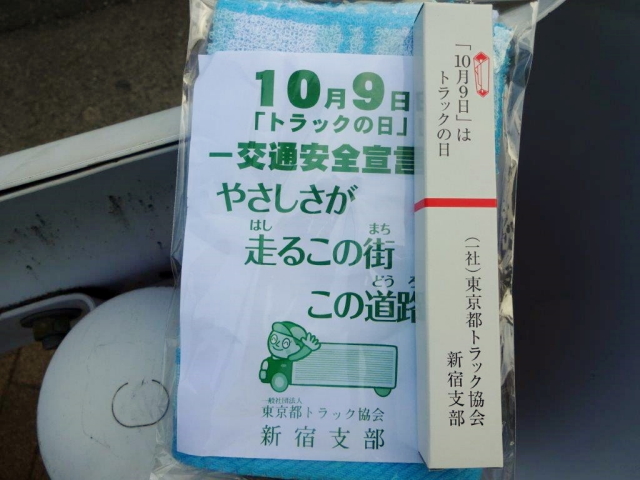 10月9日
「トラックの日」
ー交通安全宣言
やさしさが
はし
走るこの街
まち
どうろ
この道路
一般社団法人
東京都トラック協会
新宿支部
「10月9日」は
トラックの日
(一社)東京都トラック協会
新宿支部